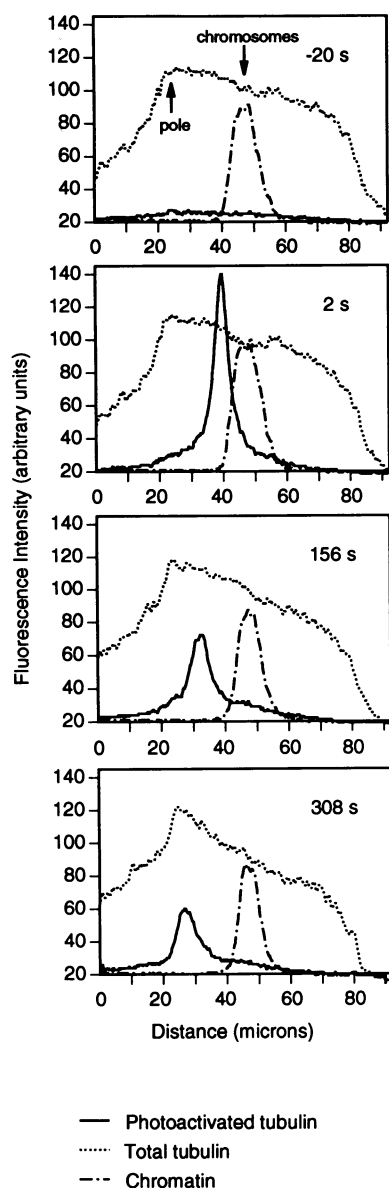 140
120
100
80
60
40
20
chromosomes
-20 s
pole
0 20 40 60 80
140
120
100
80
60
40
20
2 s
0 20 40 60 80
140
120
100
80
60
40
20
156 s
0 20 40 60 80
140
120
100
80
60
40
20
308 s
0 20 40 60 80
Fluorescence Intensity (arbitrary units)
Distance (microns)
Photoactivated tubulin
Total tubulin
Chromatin